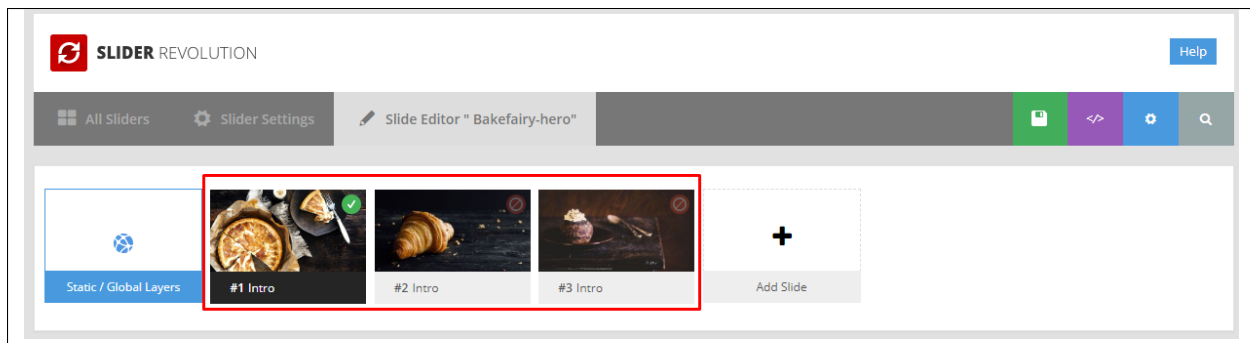 SLIDER REVOLUTION
Help
All Sliders
Slider Settings
Slide Editor " Bakefairy-hero"
</>
Static / Global Layers
#1 Intro
#2 Intro
#3 Intro
Add Slide